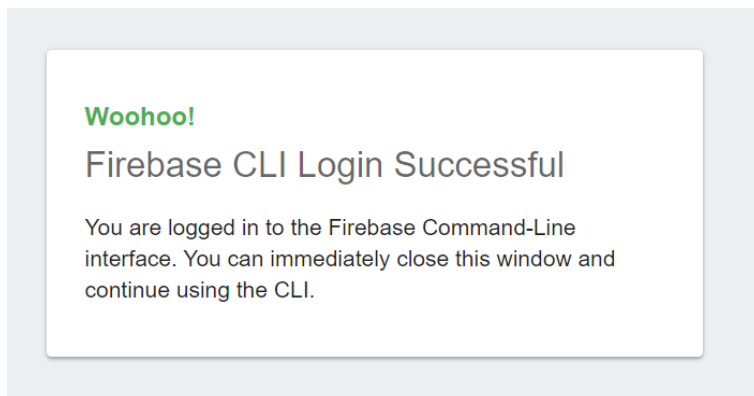 Woohoo!
Firebase CLI Login Successful
You are logged in to the Firebase Command-Line
interface. You can immediately close this window and
continue using the CLI.